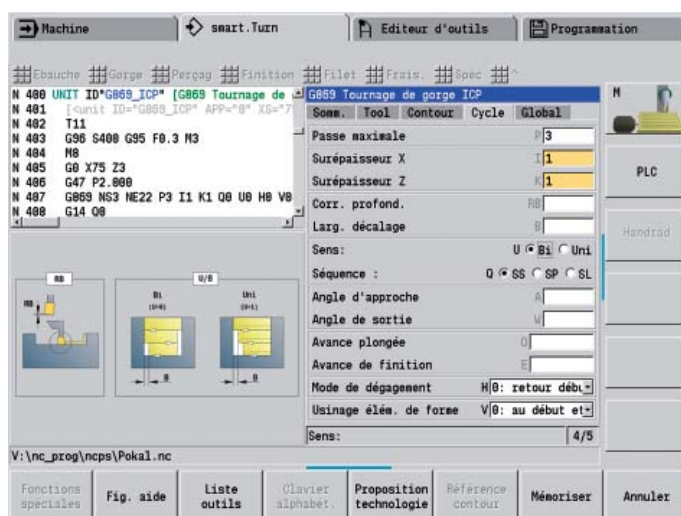 Machine
smart.Turn
Editeur d'outils
Programmation
Ebauche Gorge Perçag Finition Filet Frais. Spéc
N 400 UNIT ID"G869_ICP" [G869 Tournage de
N 401 [<unit ID="G869_ICP" APP="0" XS="7
N 402 T11
N 403 G96 S400 G95 F0.3 M3
N 404 M8
N 405 G0 X75 Z3
N 406 G47 P2.000
N 407 G869 NS3 NE22 P3 I1 K1 Q0 U0 H0 V0
N 408 G14 Q0
G869 Tournage de gorge ICP
Somm. Tool Contour Cycle Global
Passe maximale P 3
Surépaisseur X I 1
Surépaisseur Z K 1
Corr. profond. RB
Larg. décalage B
Sens: U Bi Uni
Séquence : Q SS SP SL
Angle d'approche A
Angle de sortie W
Avance plongée O
Avance de finition E
Mode de dégagement H 0: retour débu
Usinage élém. de forme V 0: au début et
Sens: 4/5
RB
RB
U/B
Bi
(U=0)
Uni
(U=1)
B
B
M
PLC
Handrad
V:\nc_prog\ncps\Pokal.nc
Fonctions spéciales
Fig. aide
Liste outils
Clavier alphabét.
Proposition technologie
Référence contour
Mémoriser
Annuler